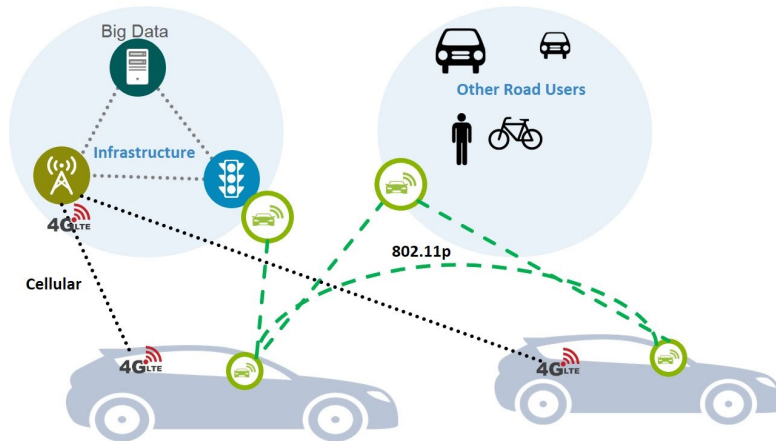 Big Data
Other Road Users
Infrastructure
4G LTE
802.11p
Cellular
4G LTE
4G LTE